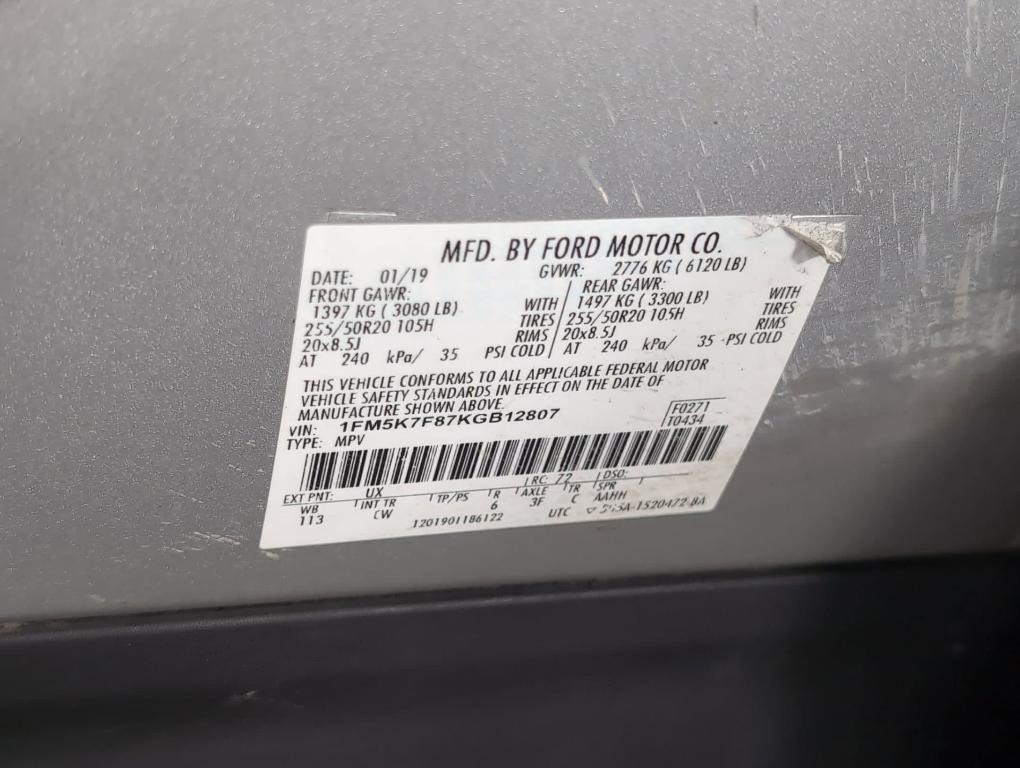 MFD. BY FORD MOTOR CO.
DATE: 01/19 GVWR: 2776 KG ( 6120 LB)
FRONT GAWR: REAR GAWR:
1397 KG ( 3080 LB) WITH 1497 KG ( 3300 LB) WITH
255/50R20 105H TIRES 255/50R20 105H TIRES
20x8.5J RIMS 20x8.5J RIMS
AT 240 kPa/ 35 PSI COLD AT 240 kPa/ 35 PSI COLD
THIS VEHICLE CONFORMS TO ALL APPLICABLE FEDERAL MOTOR
VEHICLE SAFETY STANDARDS IN EFFECT ON THE DATE OF
MANUFACTURE SHOWN ABOVE.
VIN: 1FM5K7F87KGB12807 F0271
TYPE: MPV T0434
EXT PNT: UX RC: 72 DSO:
WB INT TR TP/PS R AXLE TR SPR
113 CW 6 3F C AAHH
1201901186122 UTC